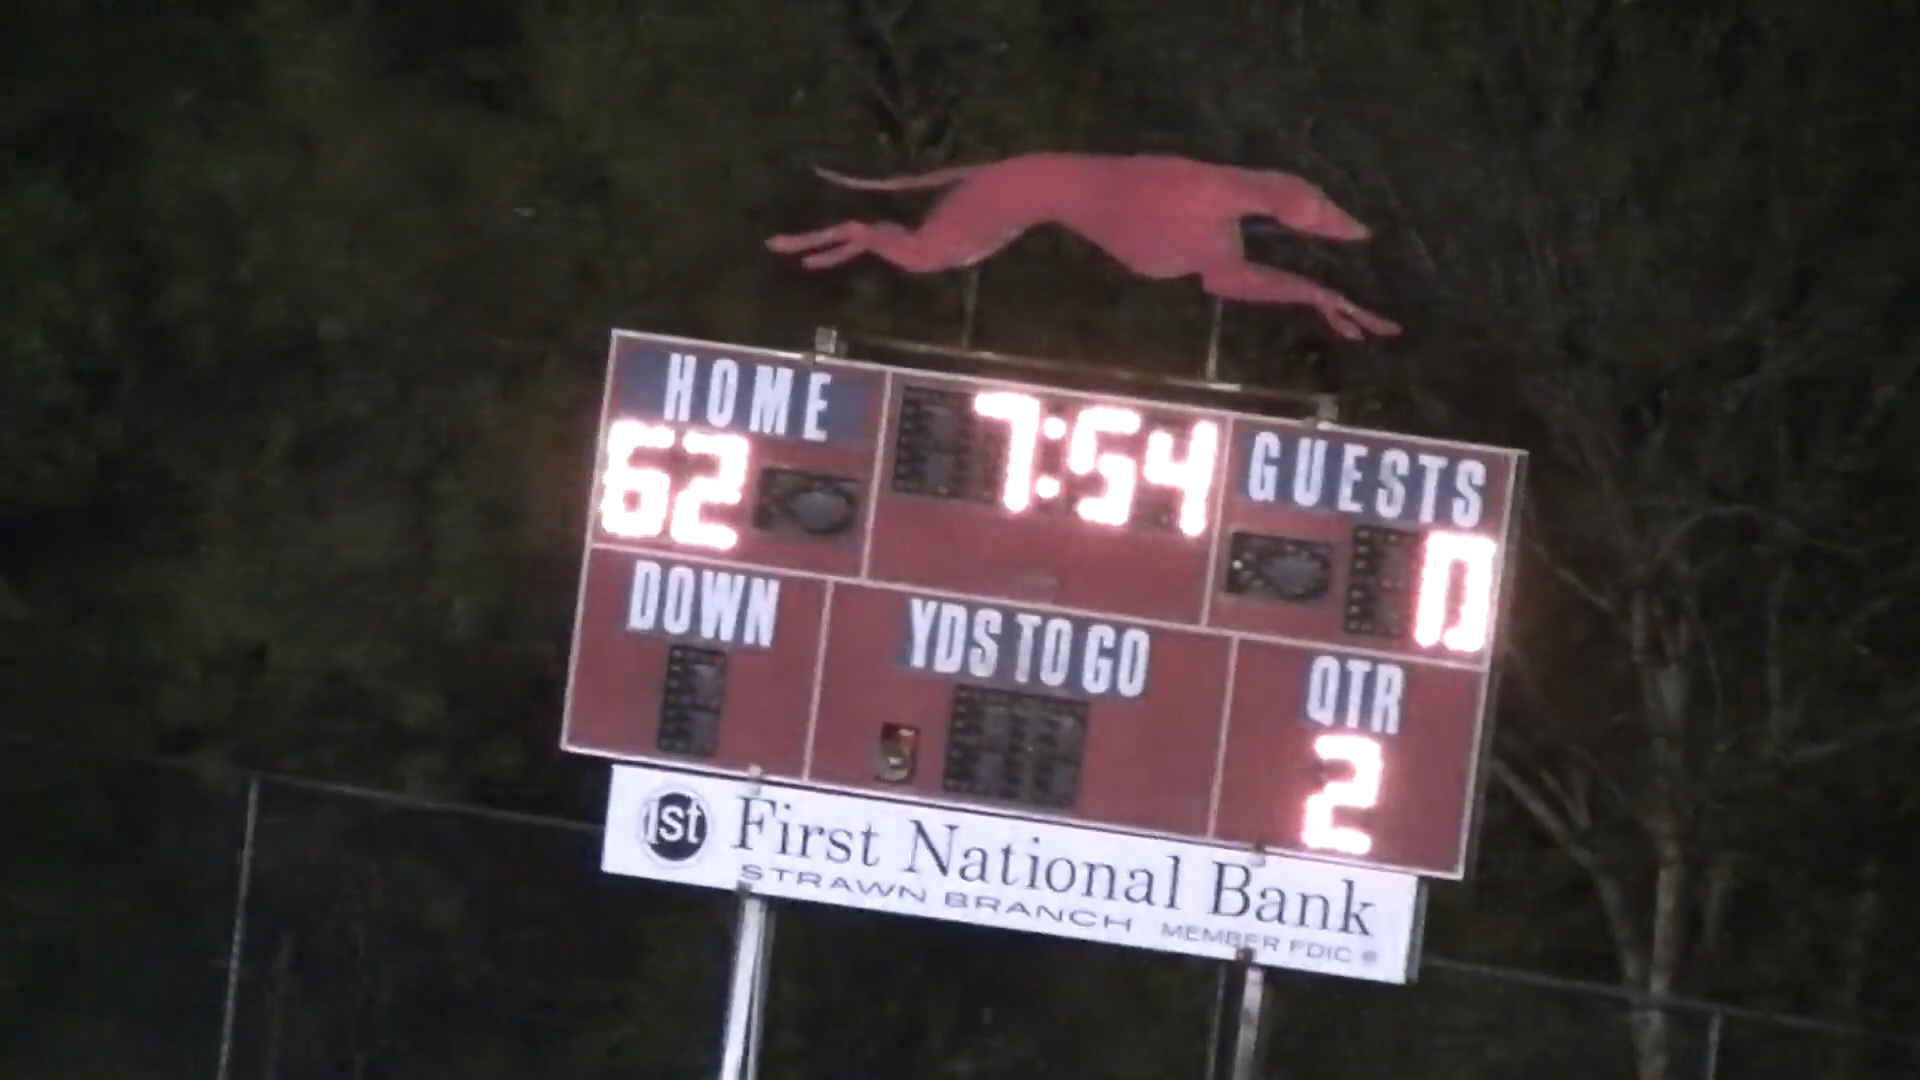 HOME
62
7:54
GUESTS
0
DOWN
YDS TO GO
QTR
2
1st First National Bank
STRAWN BRANCH MEMBER FDIC